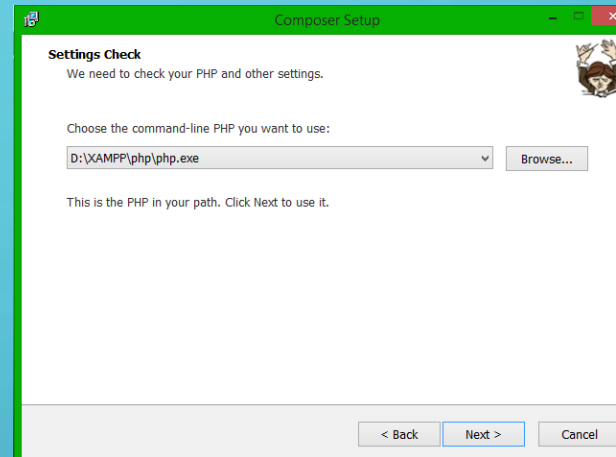 Composer Setup
Settings Check
We need to check your PHP and other settings.
Choose the command-line PHP you want to use:
D:\XAMPP\php\php.exe
Browse...
This is the PHP in your path. Click Next to use it.
< Back
Next >
Cancel